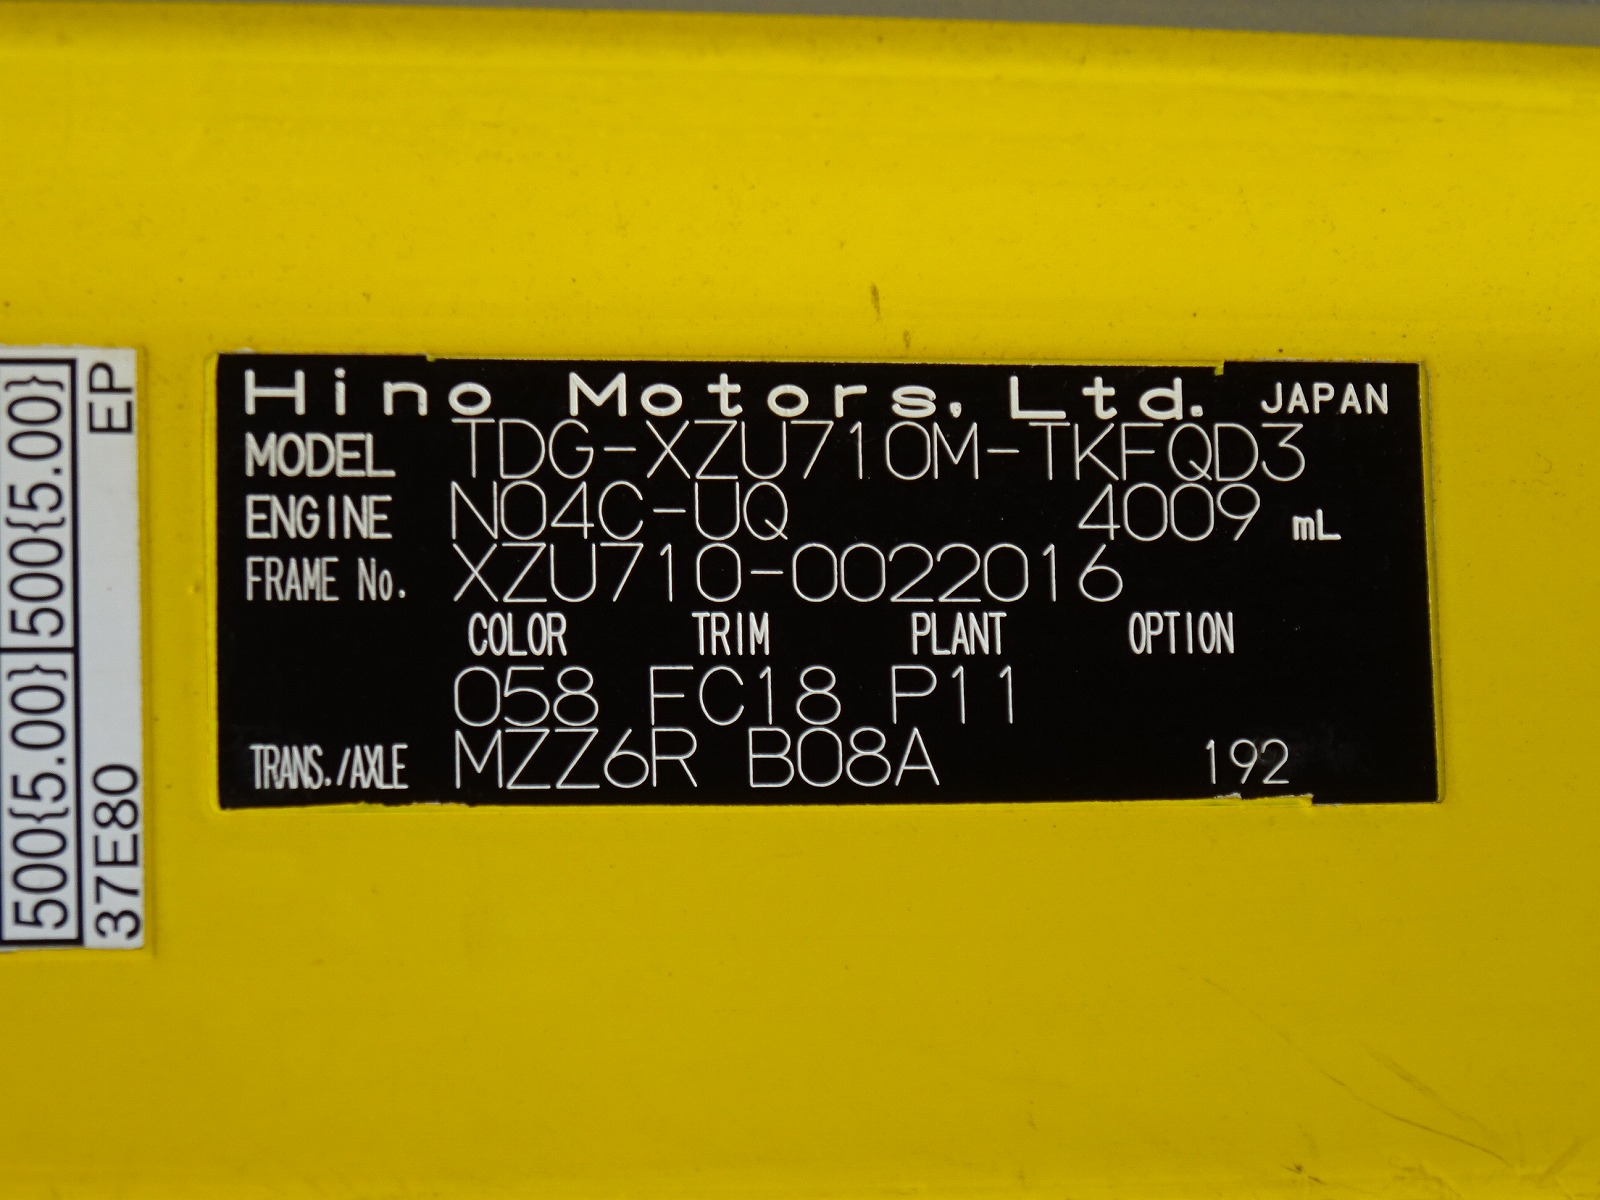 Hino Motors, Ltd. JAPAN
MODEL TDG-XZU710M-TKFQD3
ENGINE N04C-UQ 4009 mL
FRAME No. XZU710-0022016
COLOR TRIM PLANT OPTION
058 FC18 P11
TRANS./AXLE MZZ6R B08A 192
500{5.00} 500{5.00}
37E80 EP